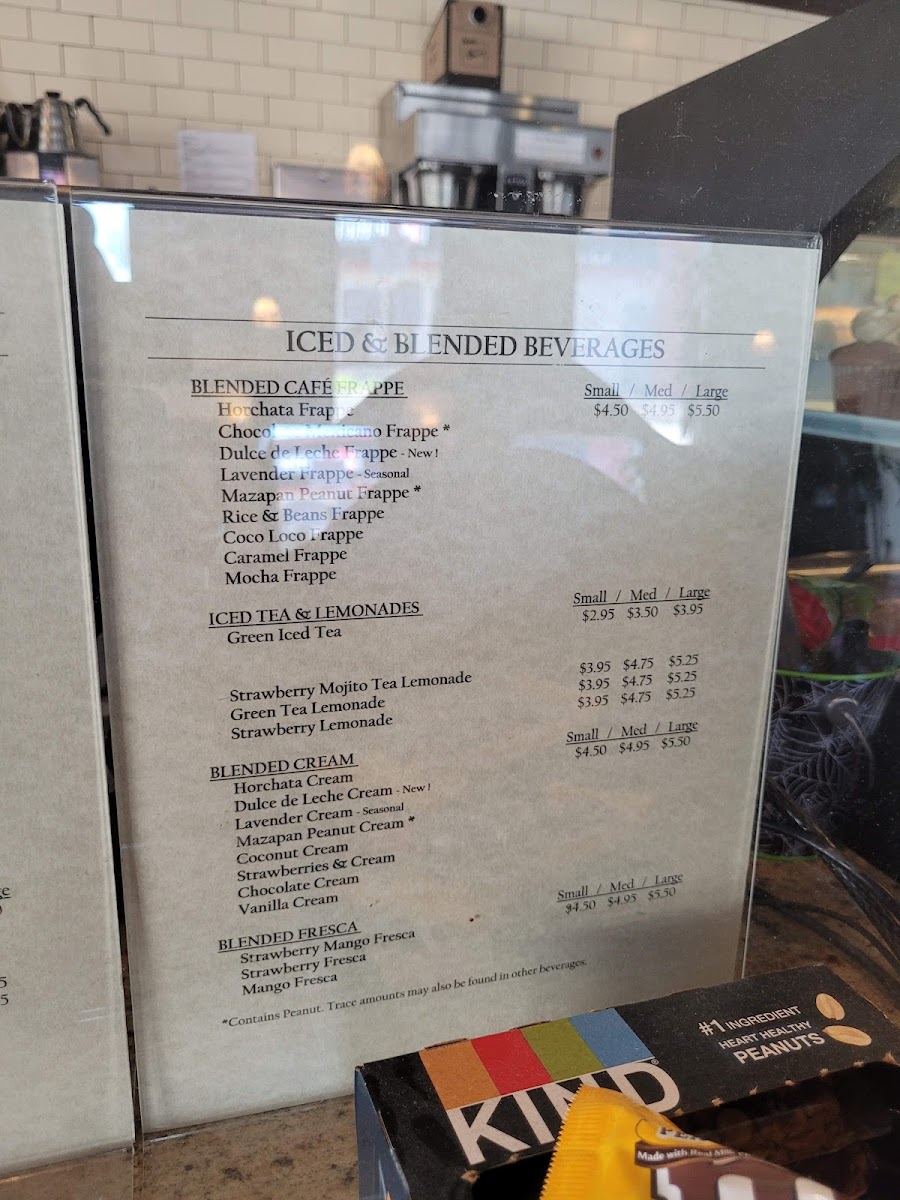 ICED & BLENDED BEVERAGES
BLENDED CAFÉ FRAPPE Small / Med / Large
Horchata Frappe $4.50 $4.95 $5.50
Mexicano Frappe *
Dulce de Leche Frappe - New!
Lavender Frappe - Seasonal
Mazapan Peanut Frappe *
Rice & Beans Frappe
Coco Loco Frappe
Caramel Frappe
Mocha Frappe
ICED TEA & LEMONADES Small / Med / Large
Green Iced Tea $2.95 $3.50 $3.95
Strawberry Mojito Tea Lemonade $3.95 $4.75 $5.25
Green Tea Lemonade $3.95 $4.75 $5.25
Strawberry Lemonade $3.95 $4.75 $5.25
BLENDED CREAM Small / Med / Large
Horchata Cream $4.50 $4.95 $5.50
Dulce de Leche Cream - New!
Lavender Cream - Seasonal
Mazapan Peanut Cream *
Coconut Cream
Strawberries & Cream
Chocolate Cream
Vanilla Cream
BLENDED FRESCA Small / Med / Large
Strawberry Mango Fresca $4.50 $4.95 $5.50
Strawberry Fresca
Mango Fresca
*Contains Peanut. Trace amounts may also be found in other beverages.
#1 INGREDIENT
HEART HEALTHY
PEANUTS
KIND
Made with Real